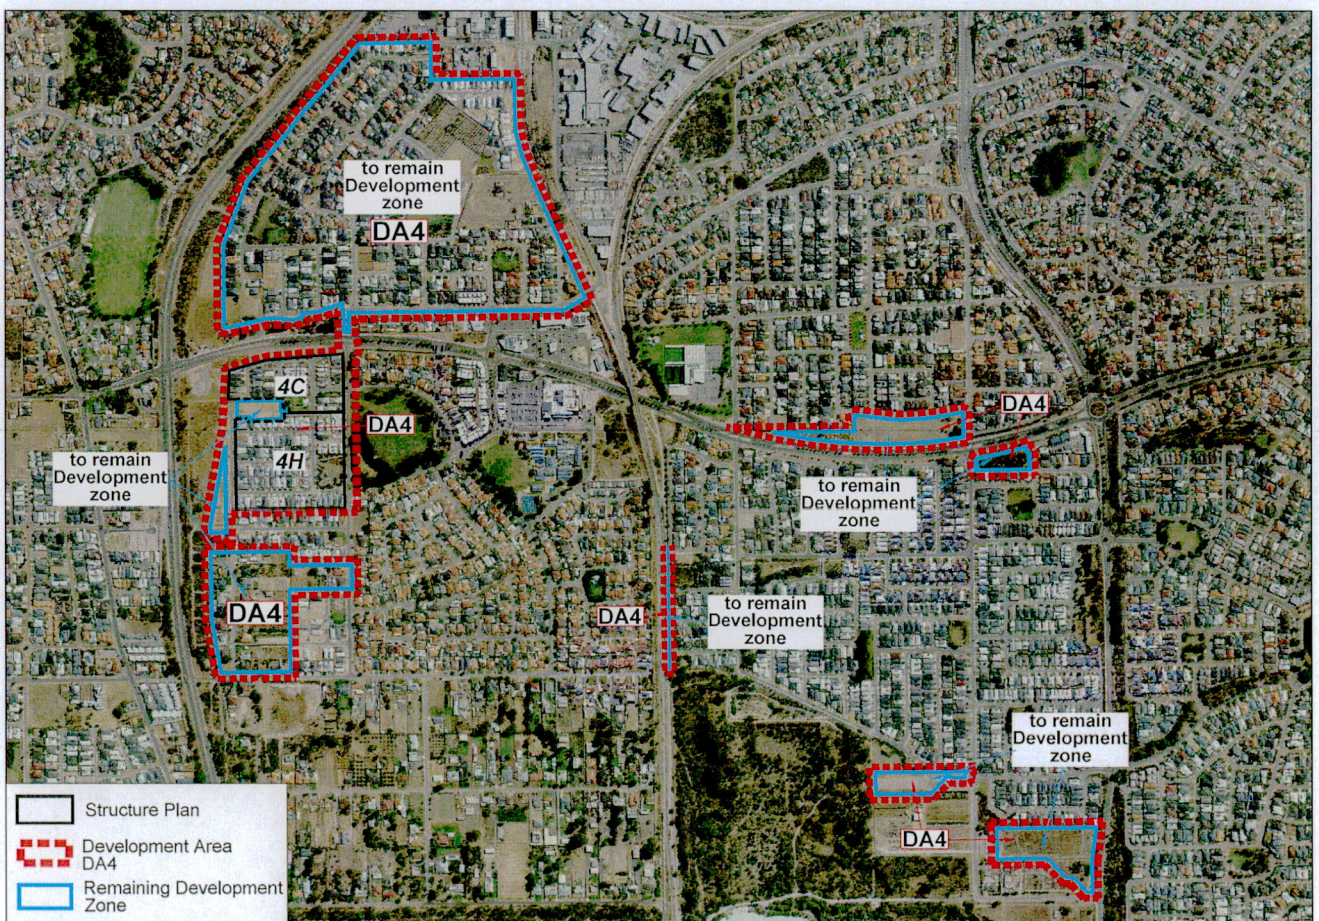 to remain
Development
zone
DA4
4C
DA4
4H
to remain
Development
zone
DA4
DA4
DA4
to remain
Development
zone
DA4
to remain
Development
zone
to remain
Development
zone
DA4
Structure Plan
Development Area
DA4
Remaining Development
Zone